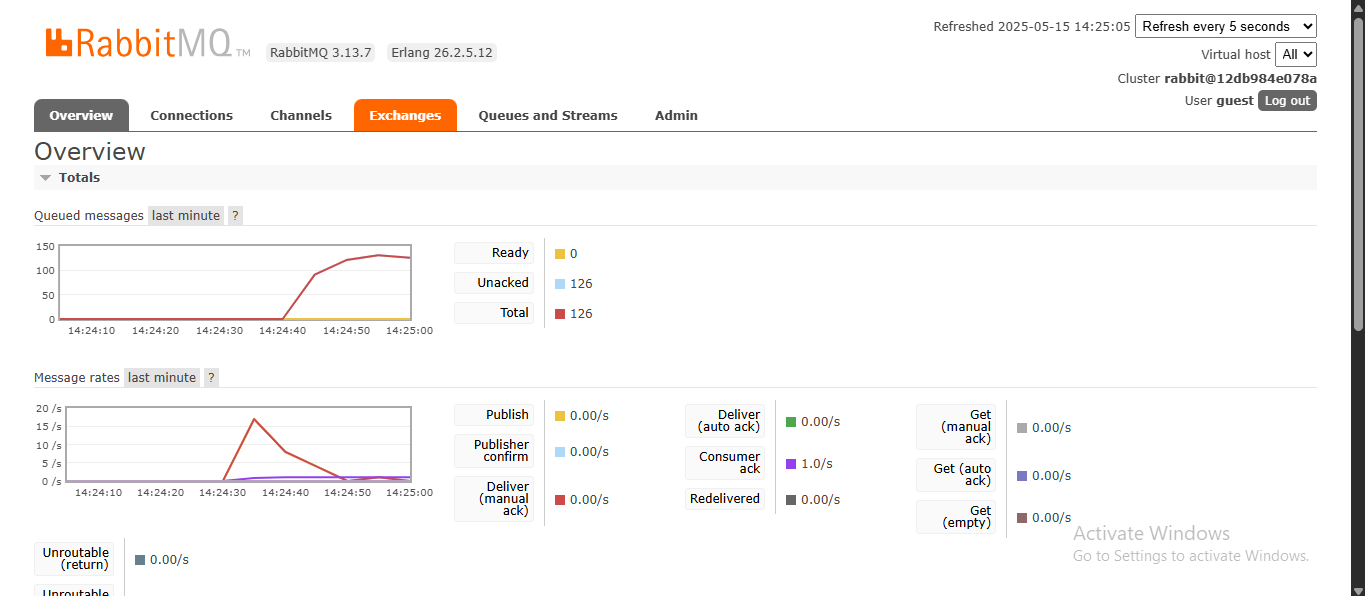 RabbitMQ TM RabbitMQ 3.13.7 Erlang 26.2.5.12
Refreshed 2025-05-15 14:25:05 Refresh every 5 seconds
Virtual host All
Cluster rabbit@12db984e078a
User guest Log out
Overview Connections Channels Exchanges Queues and Streams Admin
Overview
Totals
Queued messages last minute ?
150
100
50
0
14:24:10 14:24:20 14:24:30 14:24:40 14:24:50 14:25:00
Ready 0
Unacked 126
Total 126
Message rates last minute ?
20 /s
15 /s
10 /s
5 /s
0 /s
14:24:10 14:24:20 14:24:30 14:24:40 14:24:50 14:25:00
Publish 0.00/s
Publisher
confirm 0.00/s
Deliver
(manual
ack) 0.00/s
Deliver
(auto ack) 0.00/s
Consumer
ack 1.0/s
Redelivered 0.00/s
Get
(manual
ack) 0.00/s
Get (auto
ack) 0.00/s
Get
(empty) 0.00/s
Unroutable
(return) 0.00/s
Unroutable
Activate Windows
Go to Settings to activate Windows.